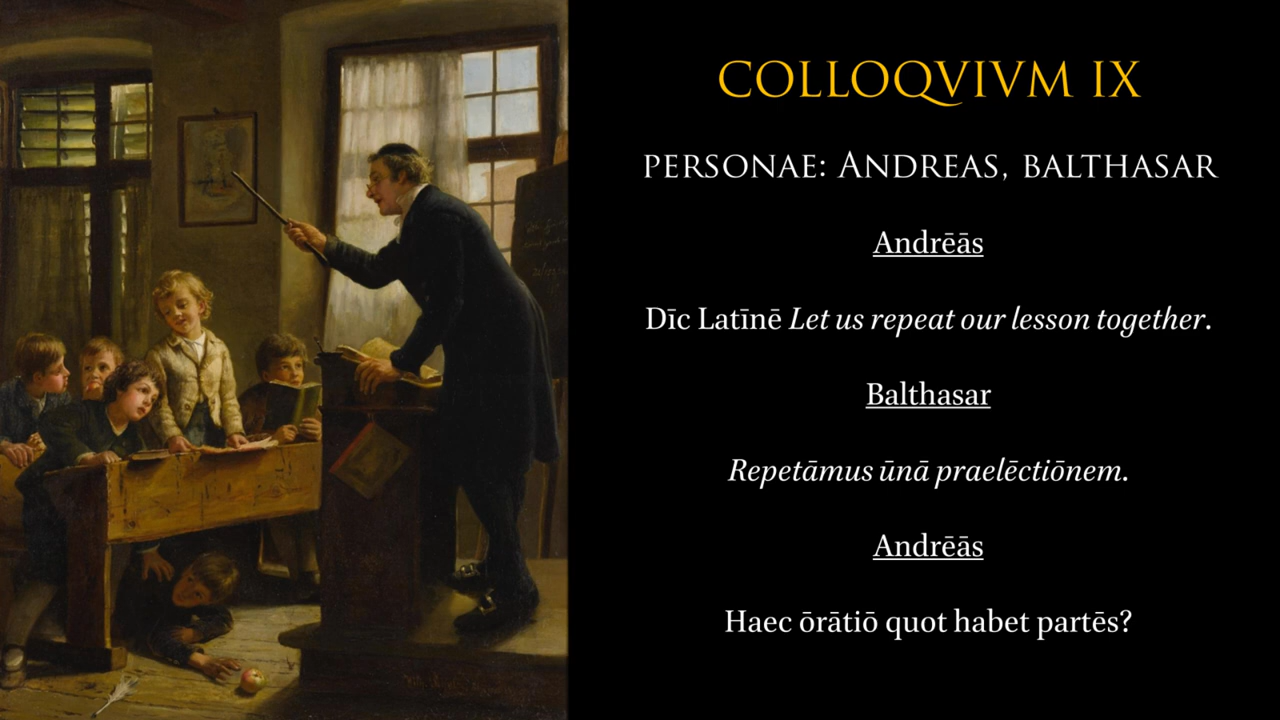 COLLOQVIVM IX
PERSONAE: ANDREAS, BALTHASAR
Andrēās
Dīc Latīnē Let us repeat our lesson together.
Balthasar
Repetāmus ūnā praelēctiōnem.
Andrēās
Haec ōrātiō quot habet partēs?